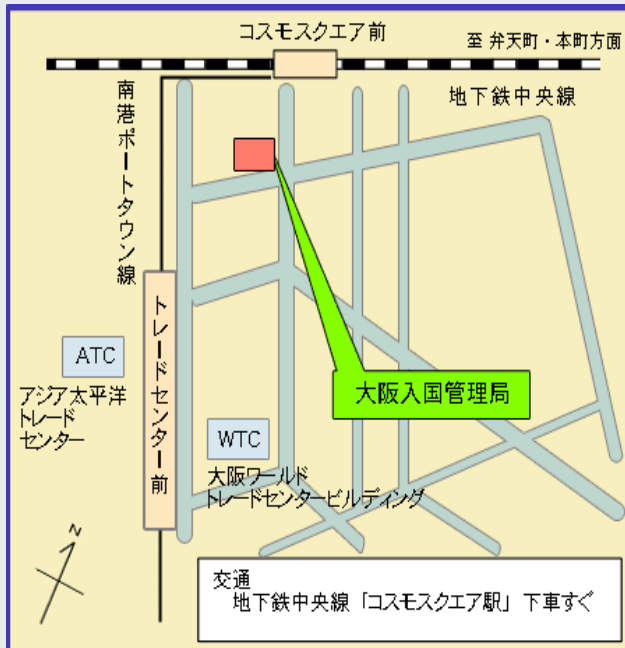 コスモスクエア前
至 弁天町・本町方面
地下鉄中央線
南港ポートタウン線
トレードセンター前
ATC
アジア太平洋
トレード
センター
大阪入国管理局
WTC
大阪ワールド
トレードセンタービルディング
N
交通
地下鉄中央線「コスモスクエア駅」下車すぐ